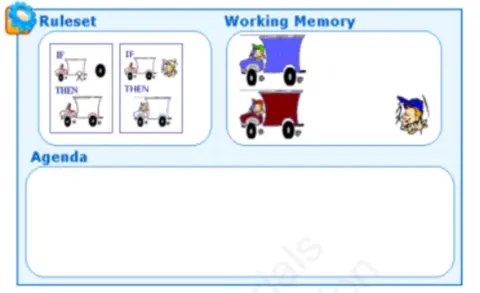 Ruleset
Working Memory
IF
IF
THEN
THEN
Agenda